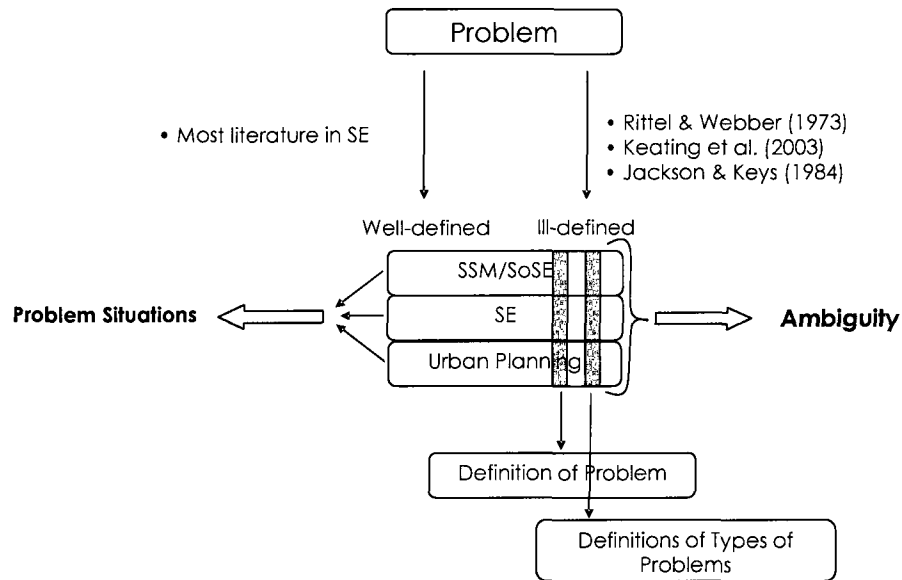 Problem
• Most literature in SE
• Rittel & Webber (1973)
• Keating et al. (2003)
• Jackson & Keys (1984)
Well-defined
Ill-defined
SSM/SoSE
Problem Situations
SE
Ambiguity
Urban Planning
Definition of Problem
Definitions of Types of
Problems